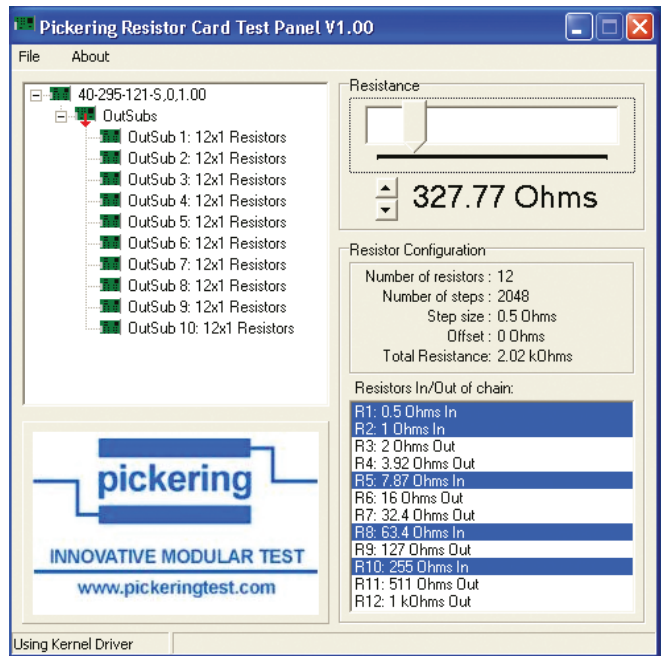 Pickering Resistor Card Test Panel V1.00
File About
40-295-121-S,0,1.00
OutSubs
OutSub 1: 12x1 Resistors
OutSub 2: 12x1 Resistors
OutSub 3: 12x1 Resistors
OutSub 4: 12x1 Resistors
OutSub 5: 12x1 Resistors
OutSub 6: 12x1 Resistors
OutSub 7: 12x1 Resistors
OutSub 8: 12x1 Resistors
OutSub 9: 12x1 Resistors
OutSub 10: 12x1 Resistors
pickering
INNOVATIVE MODULAR TEST
www.pickeringtest.com
Resistance
327.77 Ohms
Resistor Configuration
Number of resistors : 12
Number of steps : 2048
Step size : 0.5 Ohms
Offset : 0 Ohms
Total Resistance: 2.02 kOhms
Resistors In/Out of chain:
R1: 0.5 Ohms In
R2: 1 Ohms In
R3: 2 Ohms Out
R4: 3.92 Ohms Out
R5: 7.87 Ohms In
R6: 16 Ohms Out
R7: 32.4 Ohms Out
R8: 63.4 Ohms In
R9: 127 Ohms Out
R10: 255 Ohms In
R11: 511 Ohms Out
R12: 1 kOhms Out
Using Kernel Driver